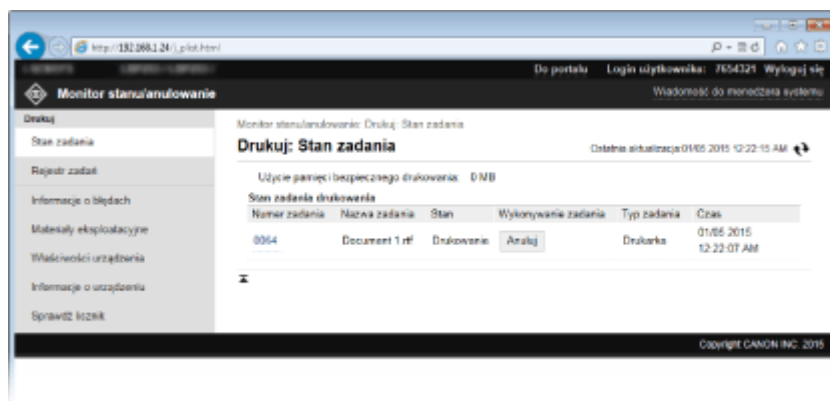 http://192.168.1.24/j_plist.html
Do portalu Login użytkownika: 7654321 Wyloguj się
Monitor stanu/anulowanie Wiadomość do menedżera systemu
Drukuj
Stan zadania
Rejestr zadań
Informacje o błędach
Materiały eksploatacyjne
Właściwości urządzenia
Informacje o urządzeniu
Sprawdź licznik
Monitor stanu/anulowanie: Drukuj: Stan zadania
Drukuj: Stan zadania Ostatnia aktualizacja:01/05 2015 12:22:15 AM
Użycie pamięci bezpiecznego drukowania: 0 MB
Stan zadania drukowania
Numer zadania Nazwa zadania Stan Wykonywanie zadania Typ zadania Czas
0064 Document 1.rtf Drukowanie Anuluj Drukarka 01/05 2015
12:22:07 AM
Copyright CANON INC. 2015